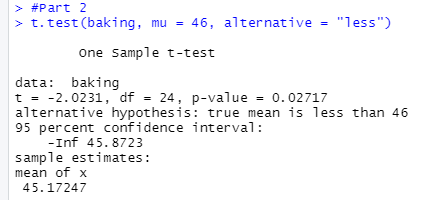 > #Part 2
> t.test(baking, mu = 46, alternative = "less")
One Sample t-test
data:  baking
t = -2.0231, df = 24, p-value = 0.02717
alternative hypothesis: true mean is less than 46
95 percent confidence interval:
-Inf 45.8723
sample estimates:
mean of x
45.17247